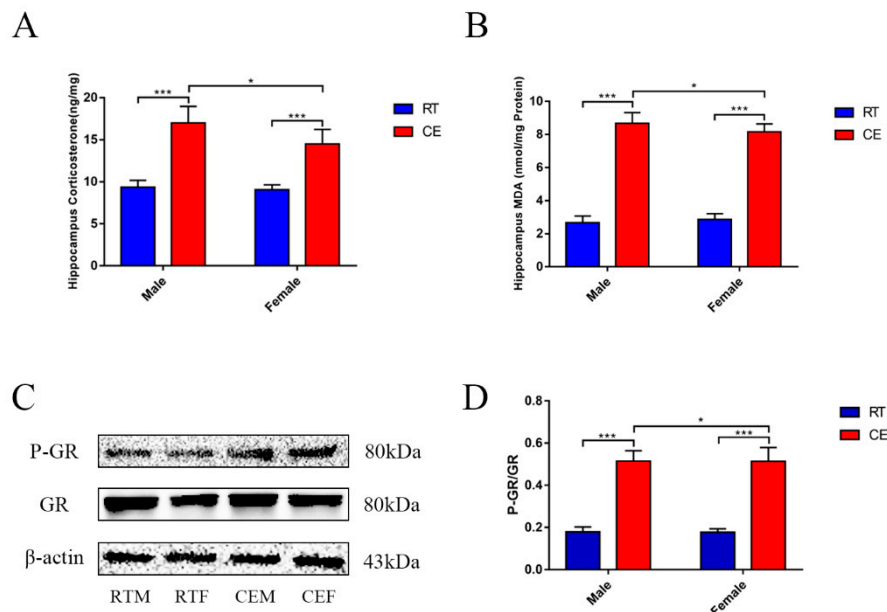 A
Hippocampus Corticosterone(ng/mg)
20
15
10
5
0
***
*
***
Male
Female
RT
CE
B
Hippocampus MDA (nmol/mg Protein)
10
8
6
4
2
0
***
*
***
Male
Female
RT
CE
C
P-GR
80kDa
GR
80kDa
β-actin
43kDa
RTM RTF CEM CEF
D
P-GR/GR
0.8
0.6
0.4
0.2
0.0
***
*
***
Male
Female
RT
CE